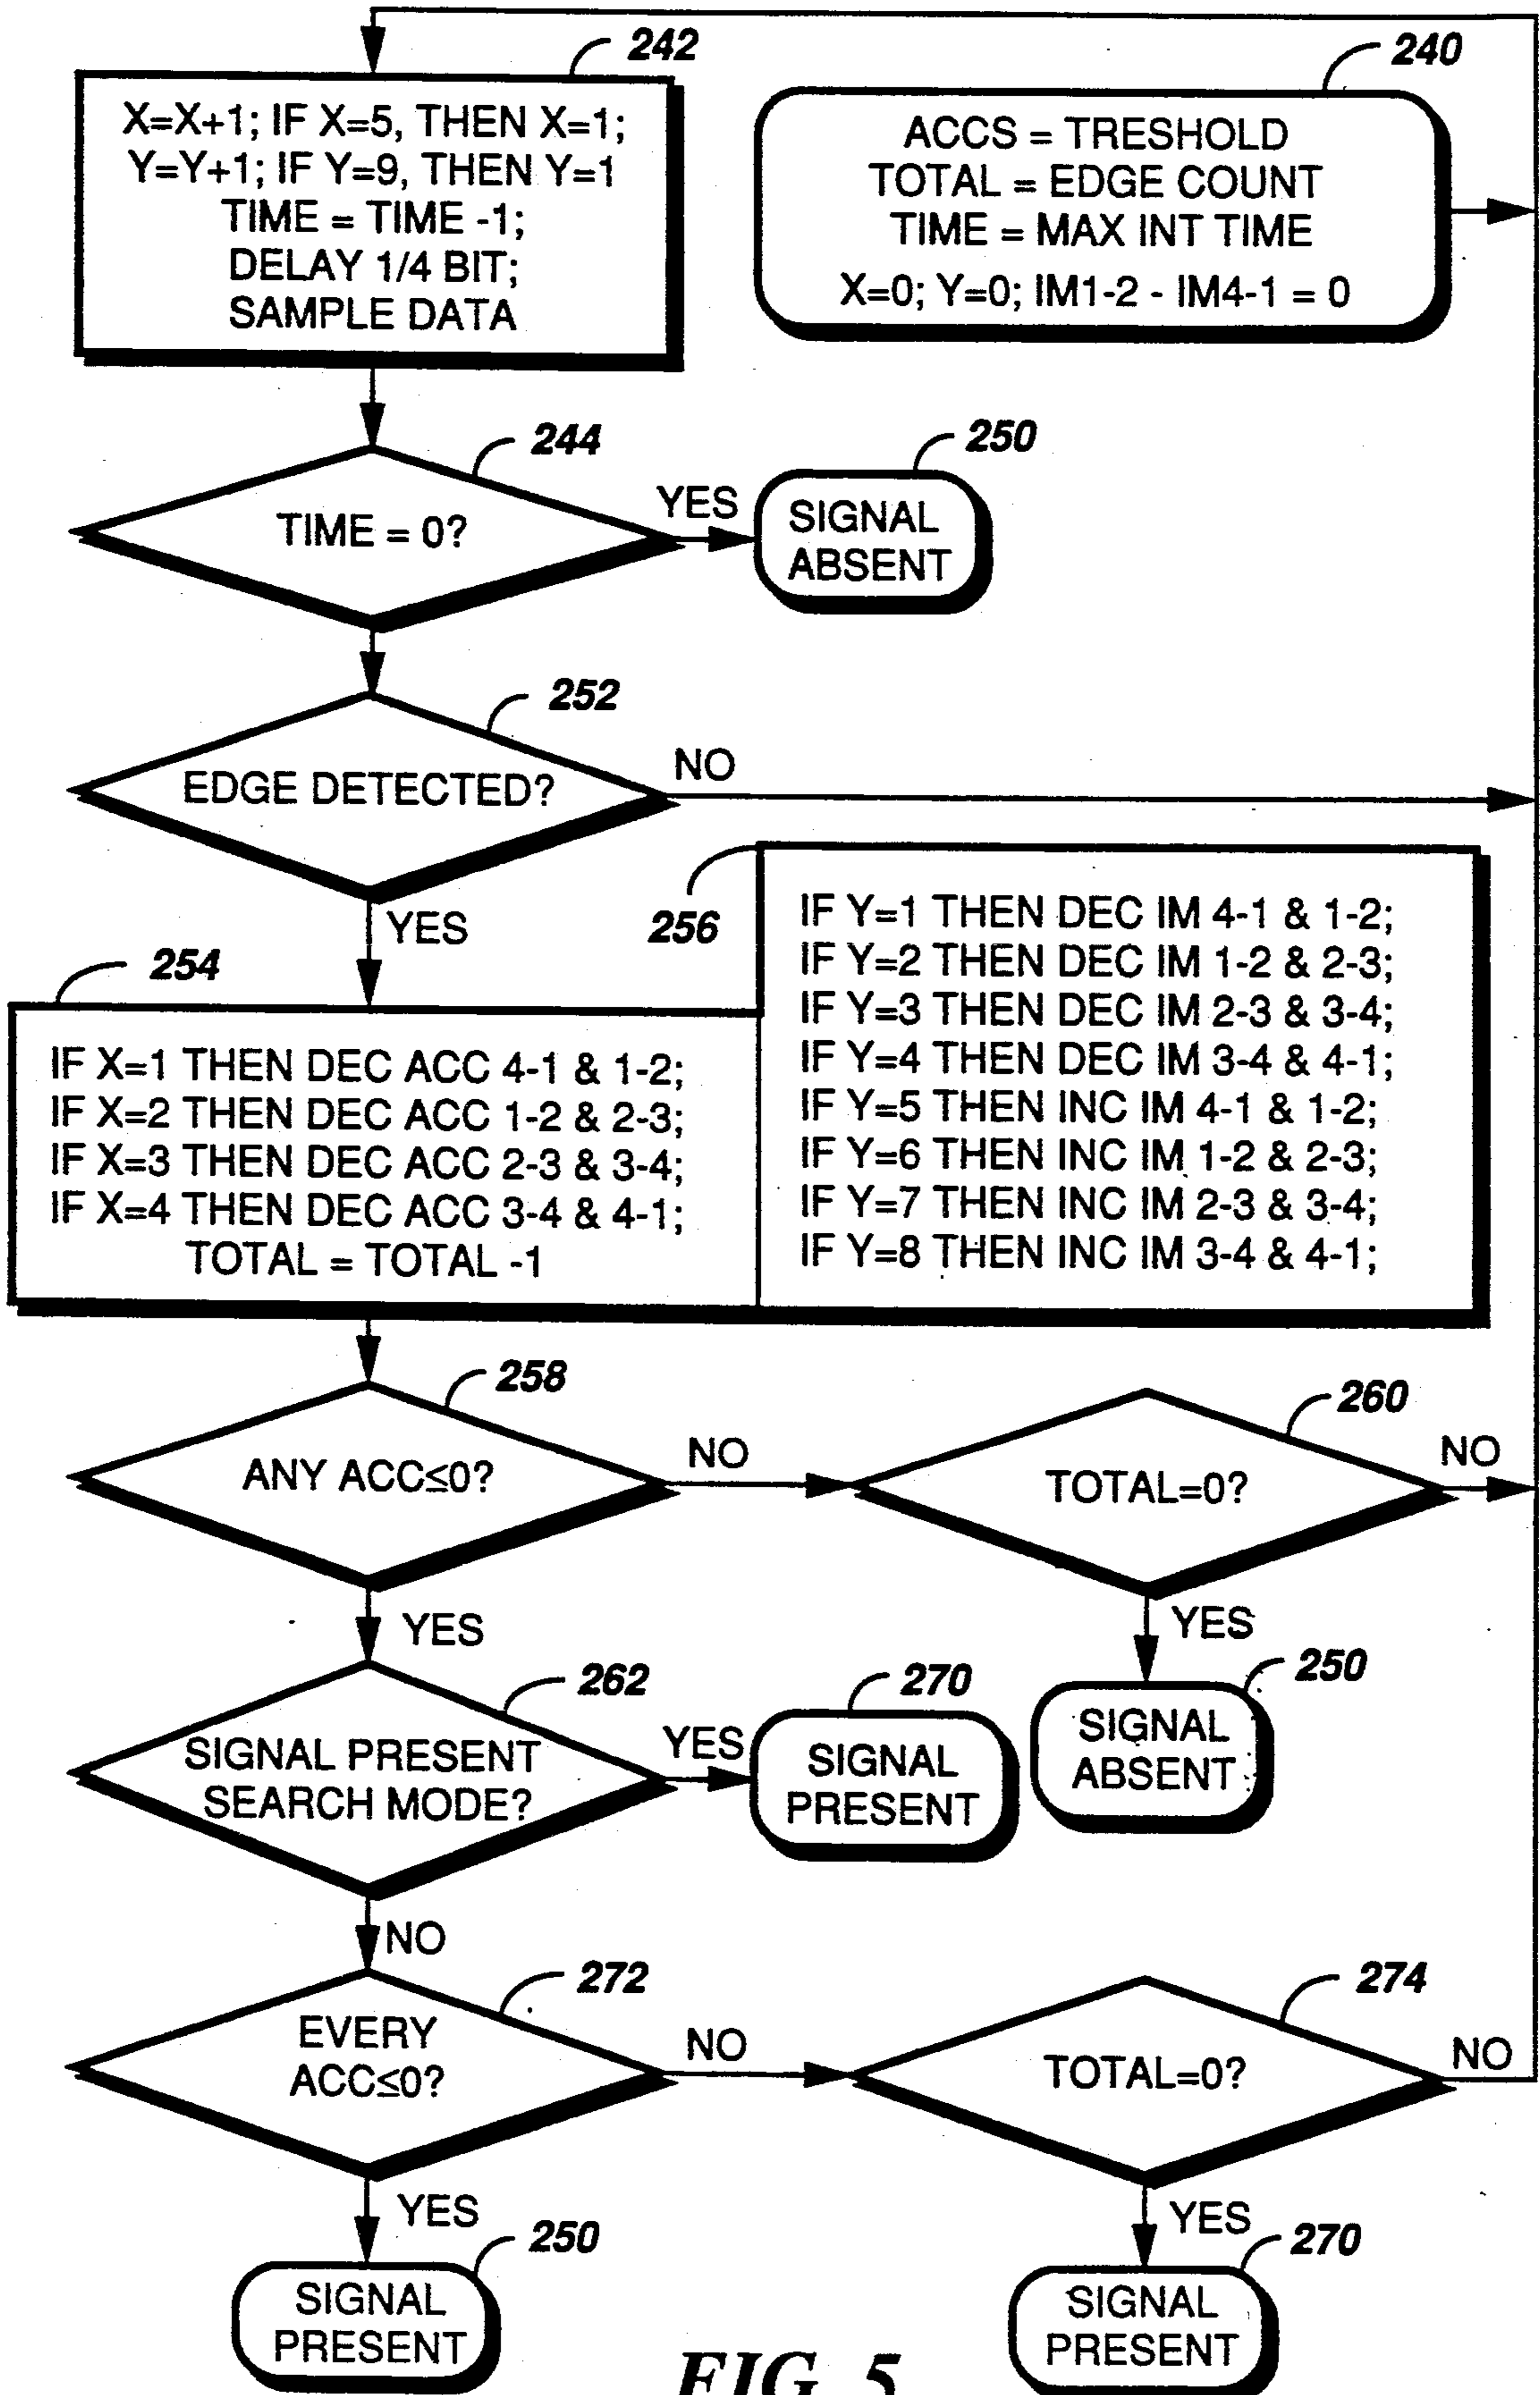 242
X=X+1; IF X=5, THEN X=1;
Y=Y+1; IF Y=9, THEN Y=1
TIME = TIME -1;
DELAY 1/4 BIT;
SAMPLE DATA
240
ACCS = TRESHOLD
TOTAL = EDGE COUNT
TIME = MAX INT TIME
X=0; Y=0; IM1-2 - IM4-1 = 0
244
TIME = 0?
YES
250
SIGNAL
ABSENT
252
EDGE DETECTED?
NO
YES
254
IF X=1 THEN DEC ACC 4-1 & 1-2;
IF X=2 THEN DEC ACC 1-2 & 2-3;
IF X=3 THEN DEC ACC 2-3 & 3-4;
IF X=4 THEN DEC ACC 3-4 & 4-1;
TOTAL = TOTAL -1
256
IF Y=1 THEN DEC IM 4-1 & 1-2;
IF Y=2 THEN DEC IM 1-2 & 2-3;
IF Y=3 THEN DEC IM 2-3 & 3-4;
IF Y=4 THEN DEC IM 3-4 & 4-1;
IF Y=5 THEN INC IM 4-1 & 1-2;
IF Y=6 THEN INC IM 1-2 & 2-3;
IF Y=7 THEN INC IM 2-3 & 3-4;
IF Y=8 THEN INC IM 3-4 & 4-1;
258
ANY ACC≤0?
NO
260
TOTAL=0?
NO
YES
YES
250
SIGNAL
ABSENT
262
SIGNAL PRESENT
SEARCH MODE?
YES
270
SIGNAL
PRESENT
NO
272
EVERY
ACC≤0?
NO
274
TOTAL=0?
NO
YES
250
SIGNAL
PRESENT
YES
270
SIGNAL
PRESENT
FIG. 5